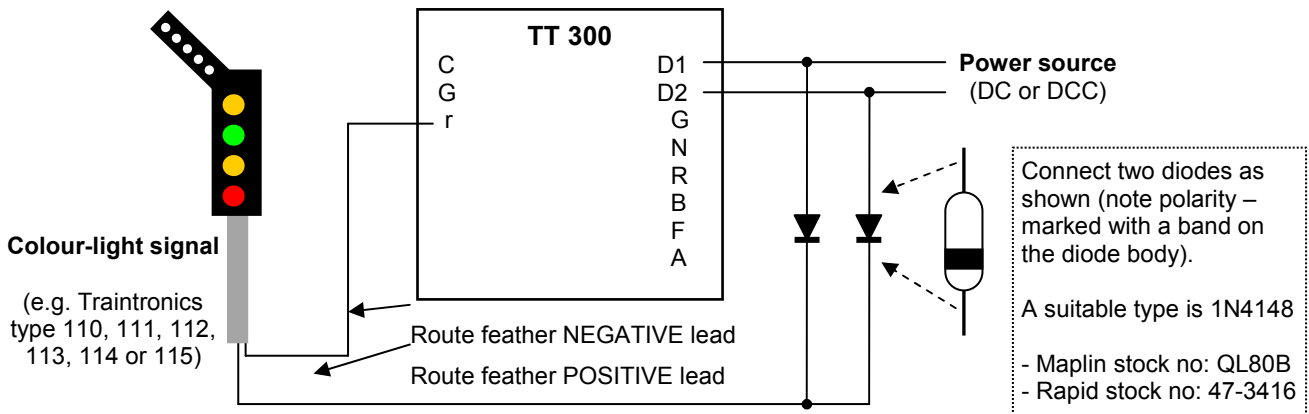 TT 300
C
G
r
D1
D2
G
N
R
B
F
A
Power source
(DC or DCC)
Colour-light signal
(e.g. Traintronics
type 110, 111, 112,
113, 114 or 115)
Route feather NEGATIVE lead
Route feather POSITIVE lead
Connect two diodes as
shown (note polarity –
marked with a band on
the diode body).
A suitable type is 1N4148
- Maplin stock no: QL80B
- Rapid stock no: 47-3416